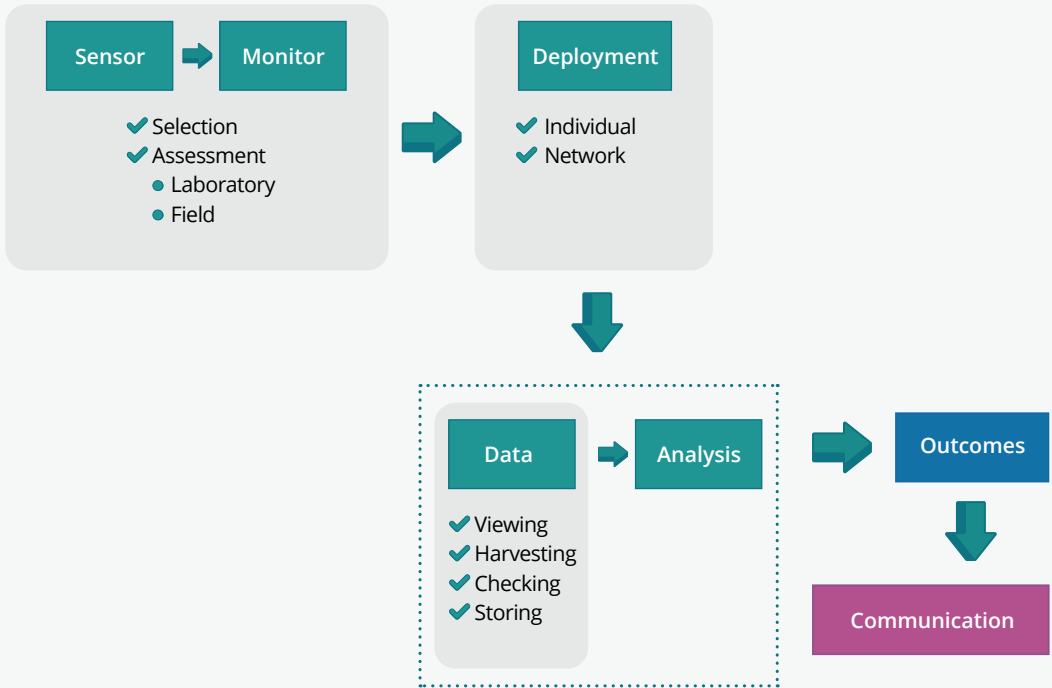 Sensor
Monitor
Selection
Assessment
Laboratory
Field
Deployment
Individual
Network
Data
Analysis
Viewing
Harvesting
Checking
Storing
Outcomes
Communication